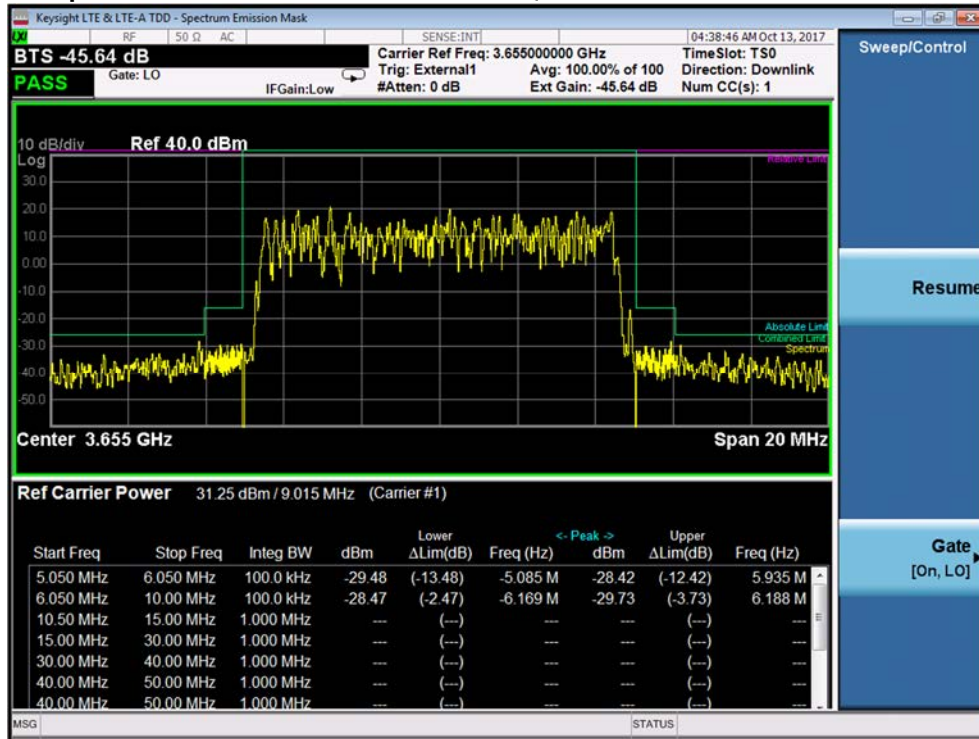 Keysight LTE & LTE-A TDD - Spectrum Emission Mask
LXI RF 50 Ω AC SENSE:INT 04:38:46 AM Oct 13, 2017
BTS -45.64 dB
PASS
Gate: LO
IFGain:Low
Carrier Ref Freq: 3.655000000 GHz
Trig: External1 Avg: 100.00% of 100
#Atten: 0 dB Ext Gain: -45.64 dB
TimeSlot: TS0
Direction: Downlink
Num CC(s): 1
Sweep/Control
10 dB/div Ref 40.0 dBm
Log
Relative Limit
30.0
20.0
10.0
0.00
-10.0
-20.0
-30.0
-40.0
-50.0
Absolute Limit
Combined Limit
Spectrum
Center 3.655 GHz Span 20 MHz
Resume
Ref Carrier Power 31.25 dBm / 9.015 MHz (Carrier #1)
Lower <- Peak -> Upper
Start Freq Stop Freq Integ BW dBm ΔLim(dB) Freq (Hz) dBm ΔLim(dB) Freq (Hz)
5.050 MHz 6.050 MHz 100.0 kHz -29.48 (-13.48) -5.085 M -28.42 (-12.42) 5.935 M
6.050 MHz 10.00 MHz 100.0 kHz -28.47 (-2.47) -6.169 M -29.73 (-3.73) 6.188 M
10.50 MHz 15.00 MHz 1.000 MHz --- (---) --- --- (---) ---
15.00 MHz 30.00 MHz 1.000 MHz --- (---) --- --- (---) ---
30.00 MHz 40.00 MHz 1.000 MHz --- (---) --- --- (---) ---
40.00 MHz 50.00 MHz 1.000 MHz --- (---) --- --- (---) ---
40.00 MHz 50.00 MHz 1.000 MHz --- (---) --- --- (---) ---
Gate
[On, LO]
MSG STATUS